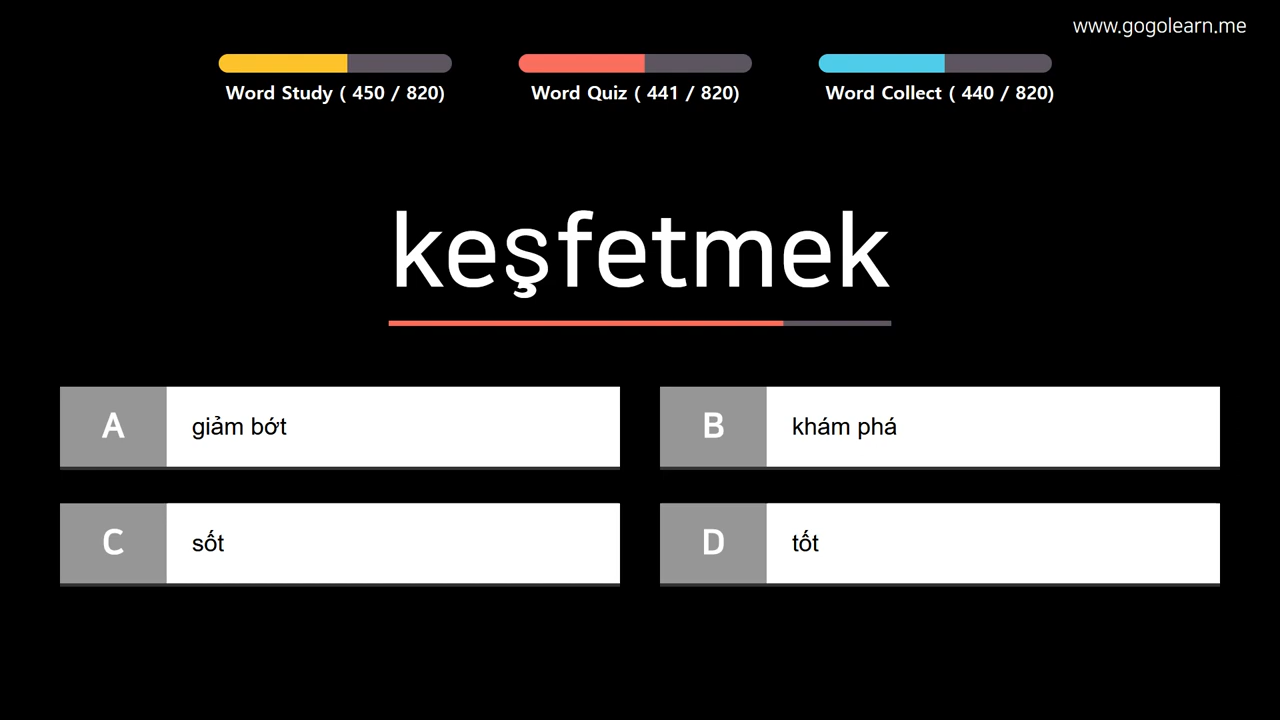 www.gogolearn.me
Word Study ( 450 / 820)
Word Quiz ( 441 / 820)
Word Collect ( 440 / 820)
keşfetmek
A giảm bớt
B khám phá
C sốt
D tốt